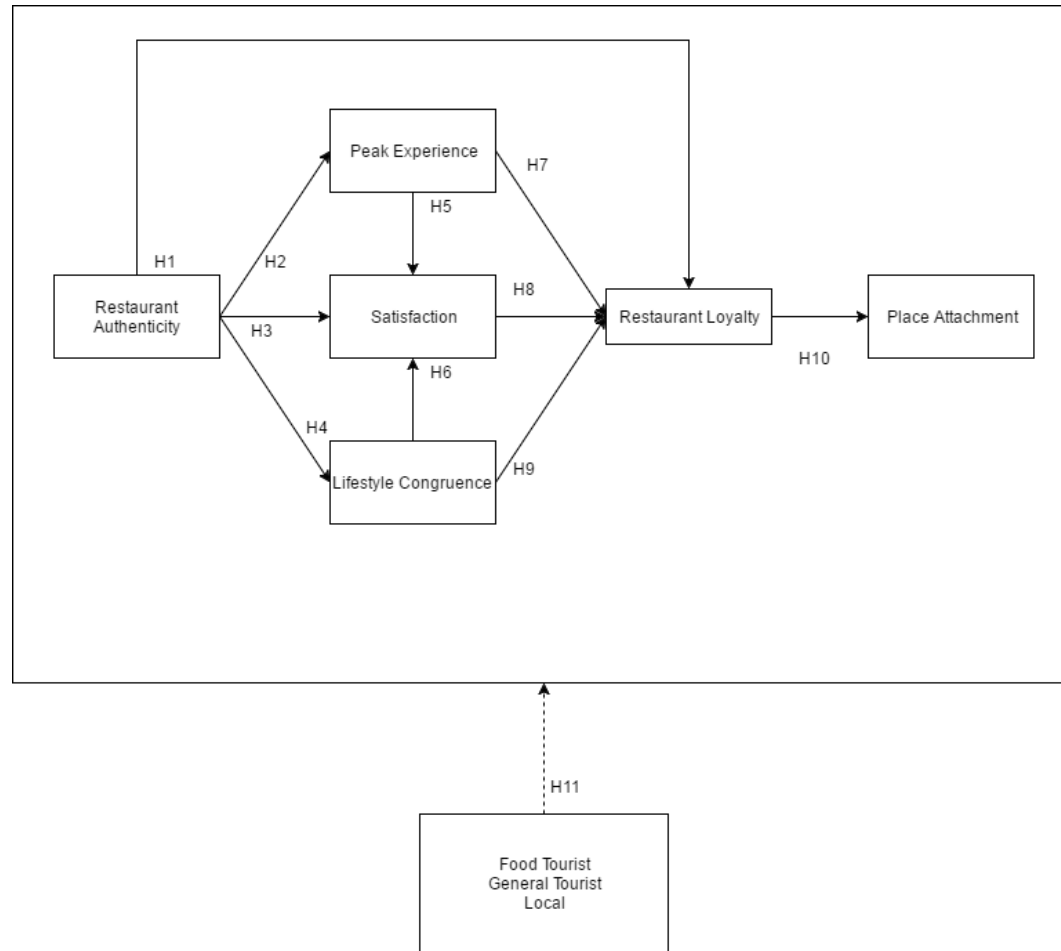 Peak Experience
H7
H5
H1
H2
Restaurant
Authenticity
H3
Satisfaction
H8
Restaurant Loyalty
Place Attachment
H10
H6
H4
Lifestyle Congruence
H9
H11
Food Tourist
General Tourist
Local